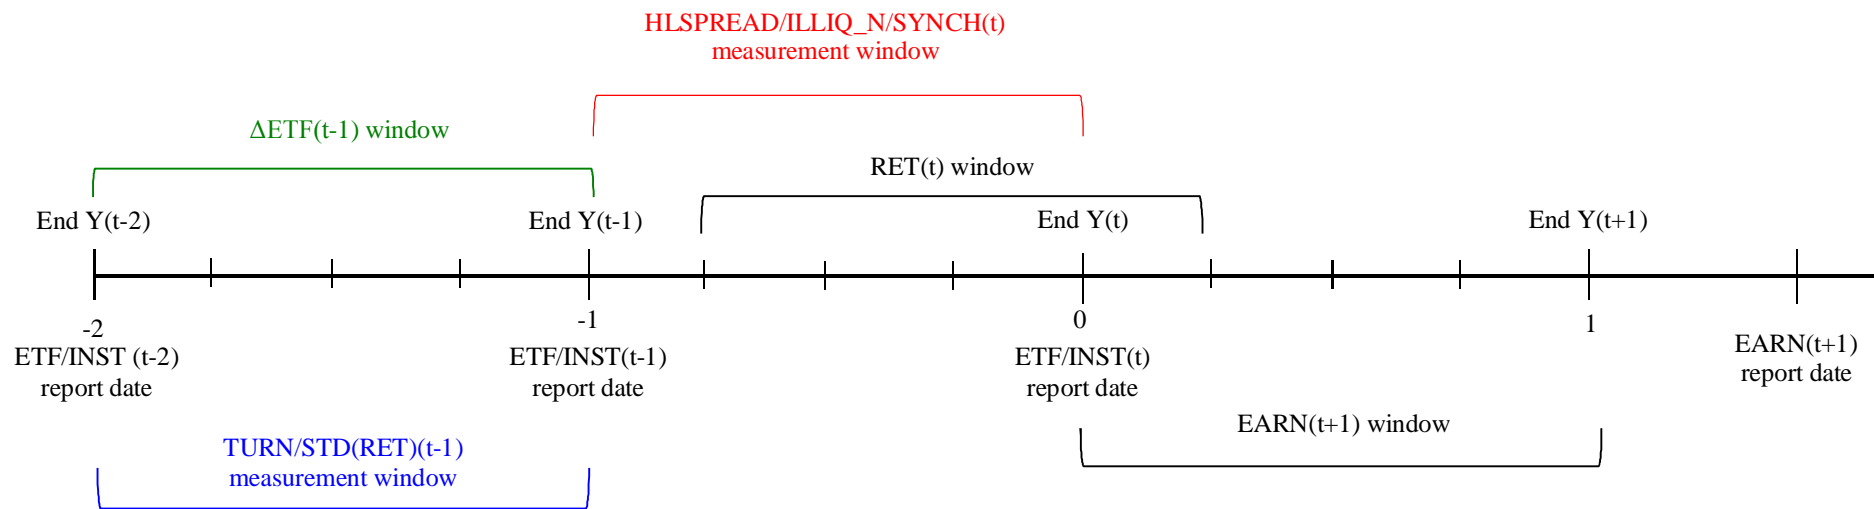 HLSPREAD/ILLIQ_N/SYNCH(t)
measurement window
ΔETF(t-1) window
RET(t) window
End Y(t-2)
End Y(t-1)
End Y(t)
End Y(t+1)
-2
-1
0
1
ETF/INST (t-2)
report date
ETF/INST(t-1)
report date
ETF/INST(t)
report date
EARN(t+1)
report date
EARN(t+1) window
TURN/STD(RET)(t-1)
measurement window